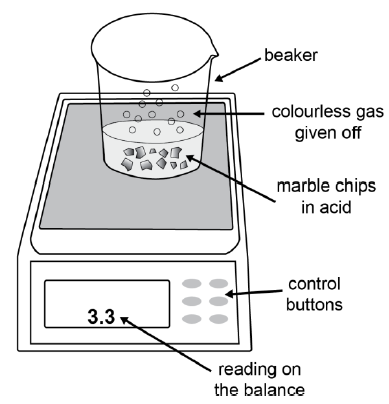 beaker
colourless gas
given off
marble chips
in acid
control
buttons
3.3
reading on
the balance